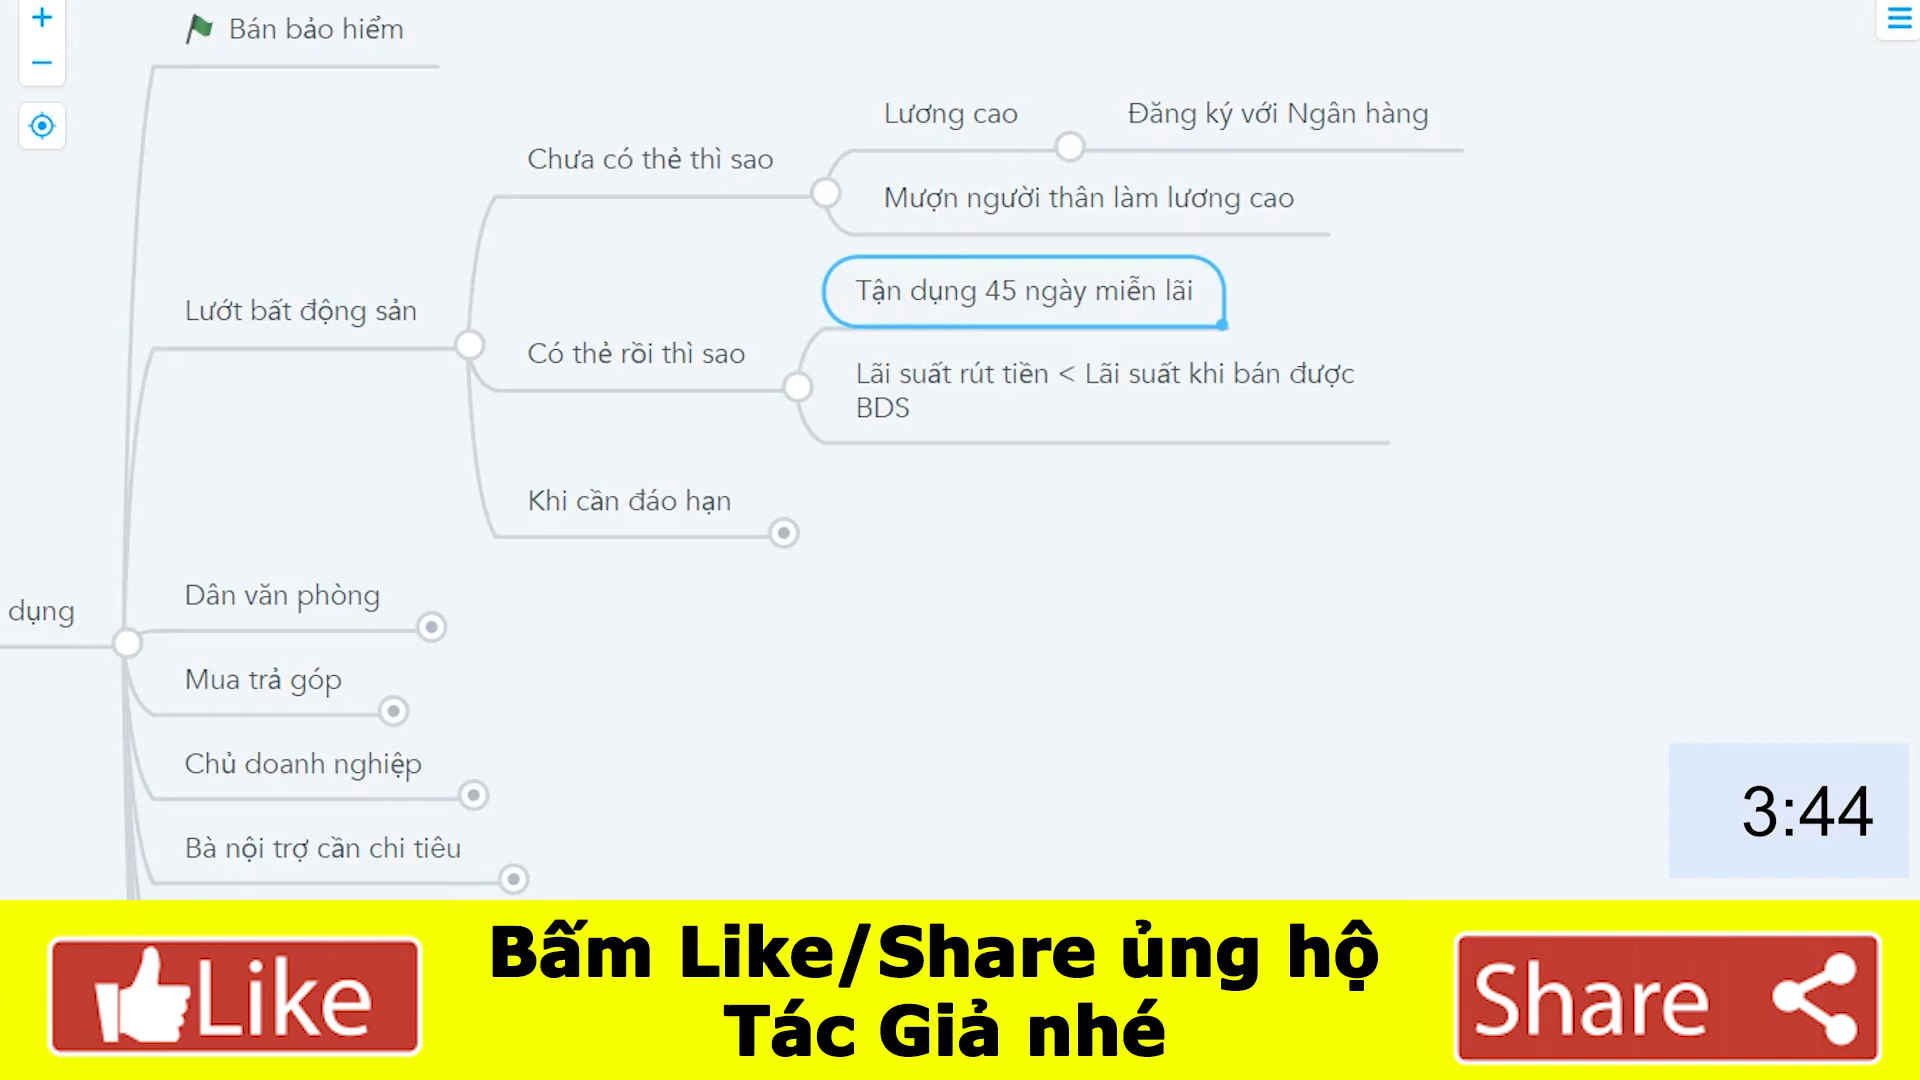 Bán bảo hiểm
Lương cao
Đăng ký với Ngân hàng
Chưa có thẻ thì sao
Mượn người thân làm lương cao
Tận dụng 45 ngày miễn lãi
Lướt bất động sản
Có thẻ rồi thì sao
Lãi suất rút tiền < Lãi suất khi bán được
BDS
Khi cần đáo hạn
dụng
Dân văn phòng
Mua trả góp
Chủ doanh nghiệp
Bà nội trợ cần chi tiêu
3:44
Like
Bấm Like/Share ủng hộ
Tác Giả nhé
Share